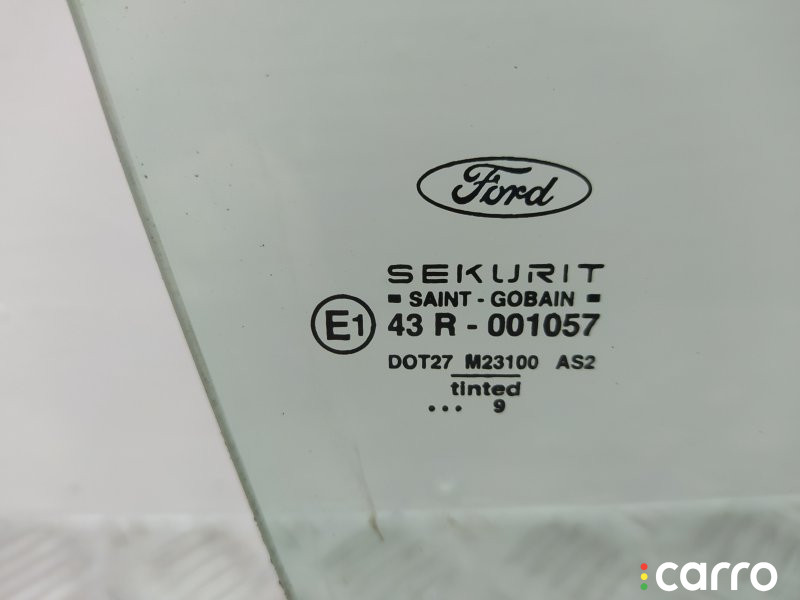 Ford
SEKURIT
SAINT - GOBAIN
E1 43 R - 001057
DOT27 M23100 AS2
tinted
... 9
carro